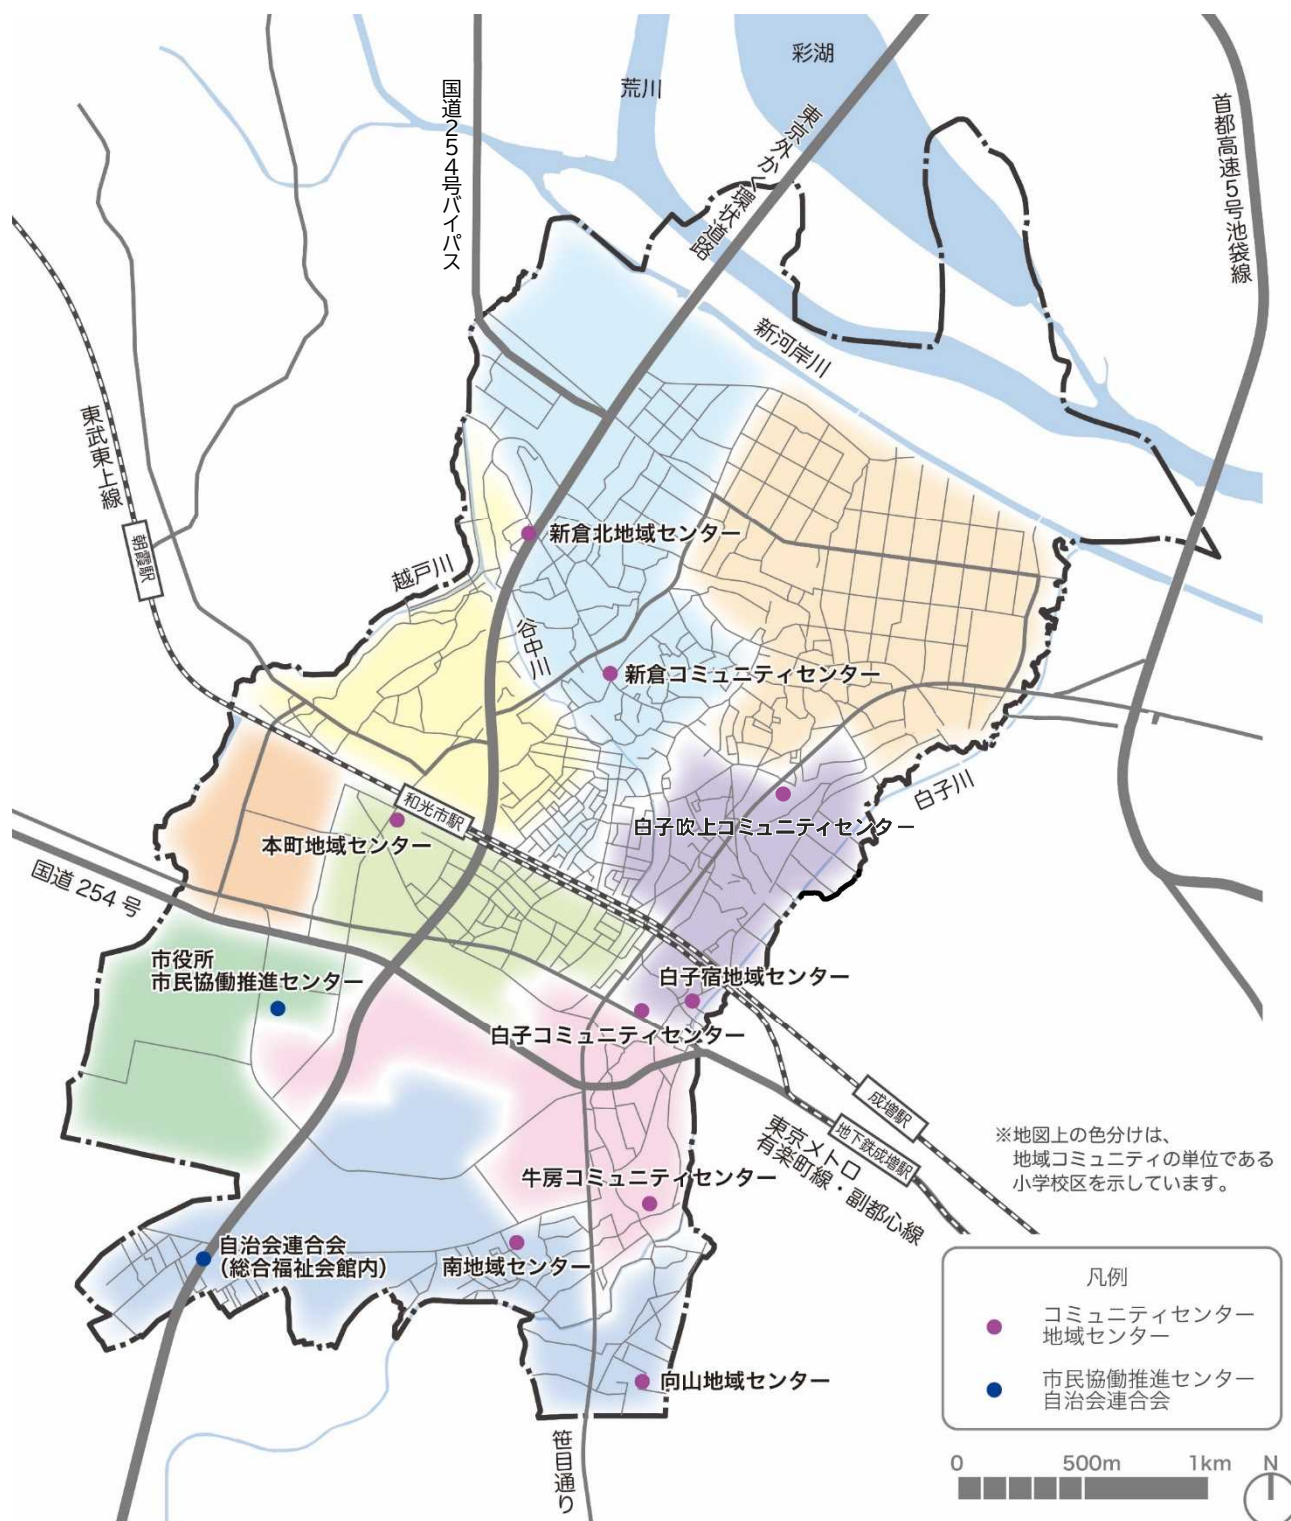 彩湖
荒川
国道254号バイパス
東京外かく環状道路
首都高速5号池袋線
新河岸川
東武東上線
朝霞駅
新倉北地域センター
越戸川
谷中川
新倉コミュニティセンター
白子川
和光市駅
白子吹上コミュニティセンター
本町地域センター
国道254号
市役所
市民協働推進センター
白子宿地域センター
白子コミュニティセンター
成増駅
地下鉄成増駅
東京メトロ
有楽町線・副都心線
※地図上の色分けは、
地域コミュニティの単位である
小学校区を示しています。
牛房コミュニティセンター
自治会連合会
（総合福祉会館内）
南地域センター
向山地域センター
笹目通り
凡例
コミュニティセンター
地域センター
市民協働推進センター
自治会連合会
0 500m 1km N